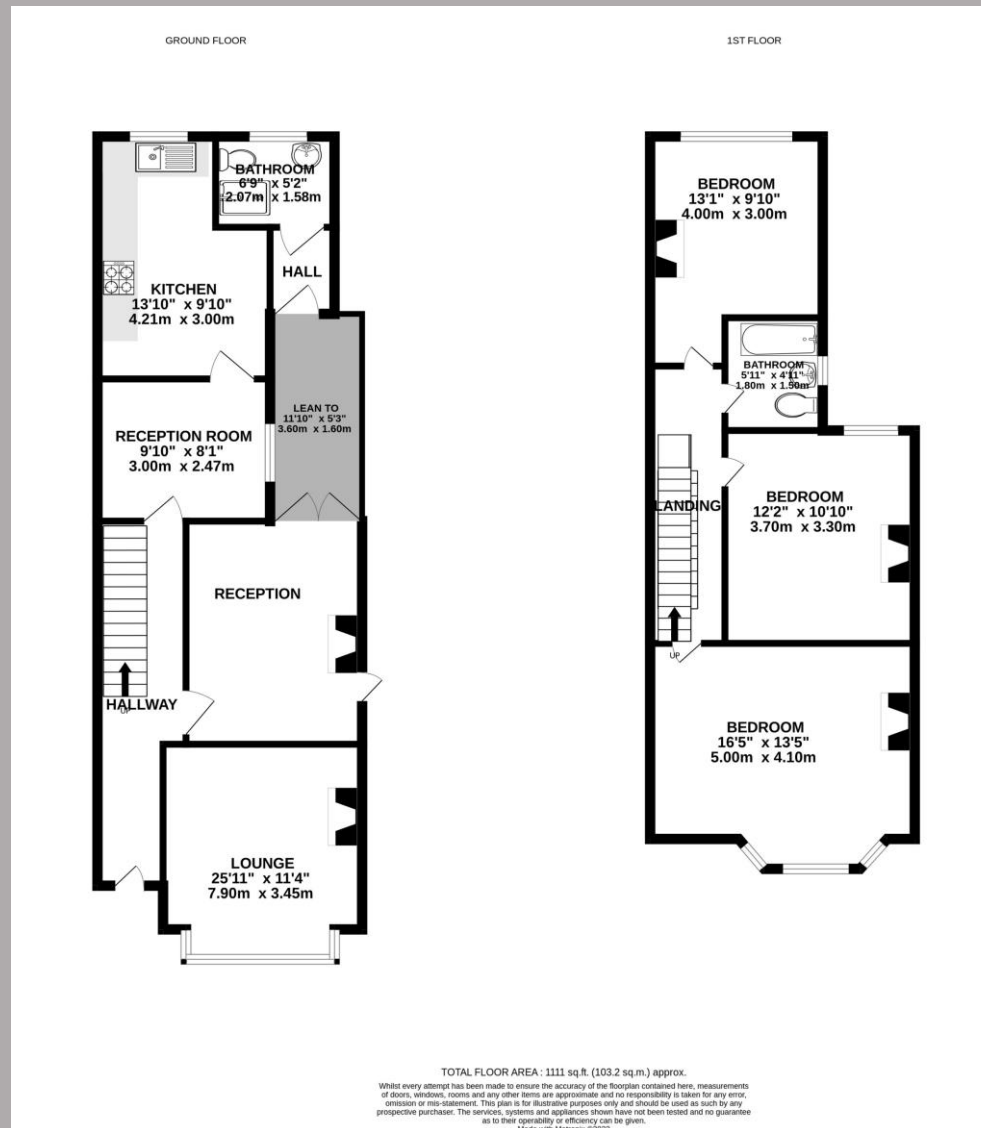 GROUND FLOOR
1ST FLOOR
BATHROOM
6'9" x 5'2"
2.07m x 1.58m
HALL
KITCHEN
13'10" x 9'10"
4.21m x 3.00m
LEAN TO
11'10" x 5'3"
3.60m x 1.60m
RECEPTION ROOM
9'10" x 8'1"
3.00m x 2.47m
RECEPTION
UP
HALLWAY
LOUNGE
25'11" x 11'4"
7.90m x 3.45m
BEDROOM
13'1" x 9'10"
4.00m x 3.00m
BATHROOM
5'11" x 4'11"
1.80m x 1.50m
BEDROOM
12'2" x 10'10"
3.70m x 3.30m
LANDING
UP
BEDROOM
16'5" x 13'5"
5.00m x 4.10m
TOTAL FLOOR AREA : 1111 sq.ft. (103.2 sq.m.) approx.
Whilst every attempt has been made to ensure the accuracy of the floorplan contained here, measurements
of doors, windows, rooms and any other items are approximate and no responsibility is taken for any error,
omission or mis-statement. This plan is for illustrative purposes only and should be used as such by any
prospective purchaser. The services, systems and appliances shown have not been tested and no guarantee
as to their operability or efficiency can be given.
Made with Metropix